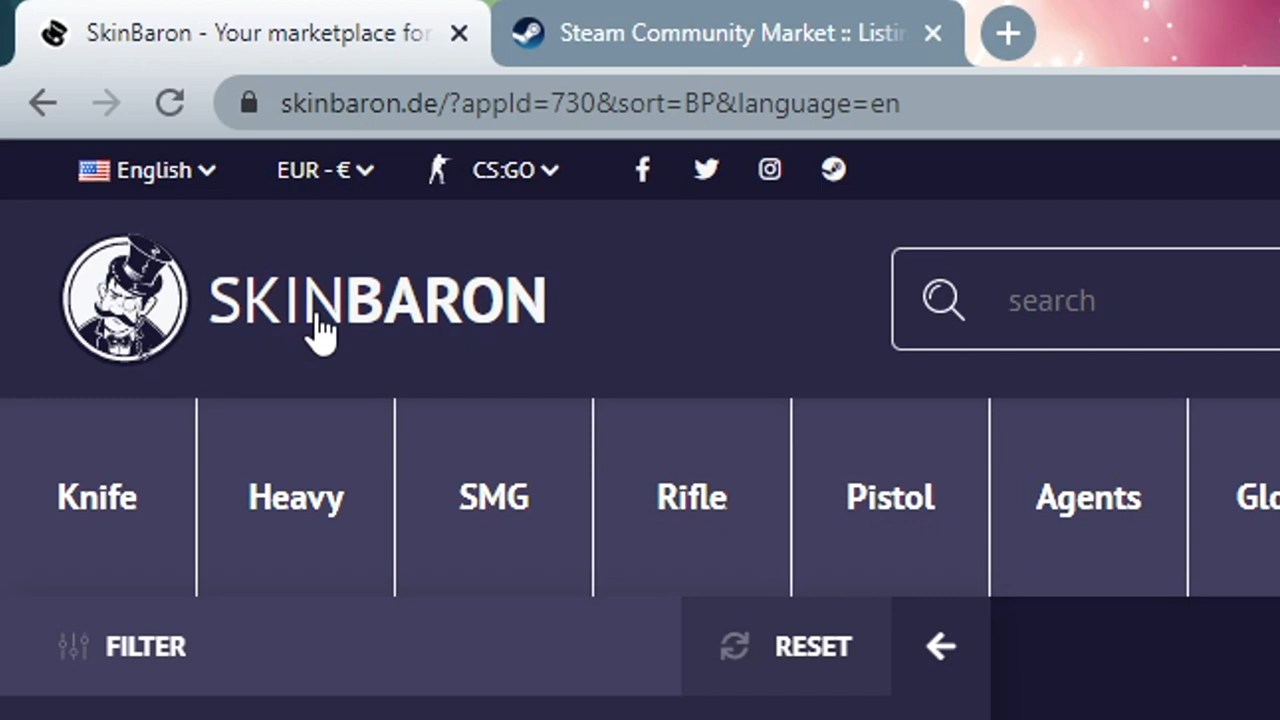 SkinBaron - Your marketplace for
Steam Community Market :: Listin
skinbaron.de/?appId=730&sort=BP&language=en
English EUR - € CS:GO
SKINBARON
search
Knife Heavy SMG Rifle Pistol Agents Glo
FILTER RESET